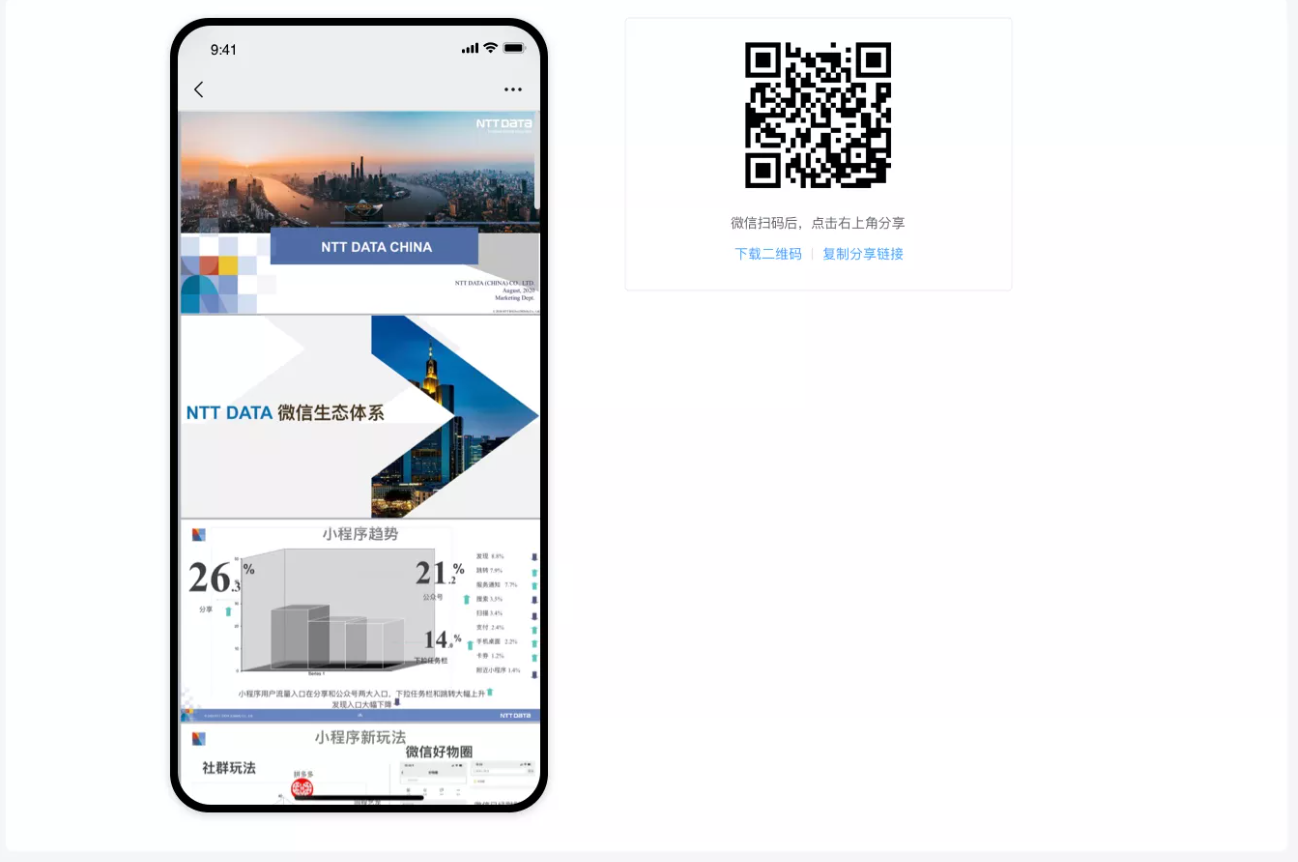 9:41
NTT DATA
NTT DATA CHINA
NTT DATA (CHINA) CO., LTD.
August, 2020
Marketing Dept.
NTT DATA 微信生态体系
小程序趋势
26.3%
分享
21.2%
公众号
14.%
下拉任务栏
Series 1
发现 8.8%
跳转 7.9%
服务通知 7.7%
搜索 3.5%
扫描 3.4%
支付 2.4%
手机桌面 2.2%
卡券 1.2%
附近小程序 1.4%
小程序用户流量入口在分享和公众号两大入口，下拉任务栏和跳转大幅上升
发现入口大幅下降
NTT DATA
小程序新玩法
社群玩法
拼多多
微信好物圈
微信扫码后，点击右上角分享
下载二维码 | 复制分享链接